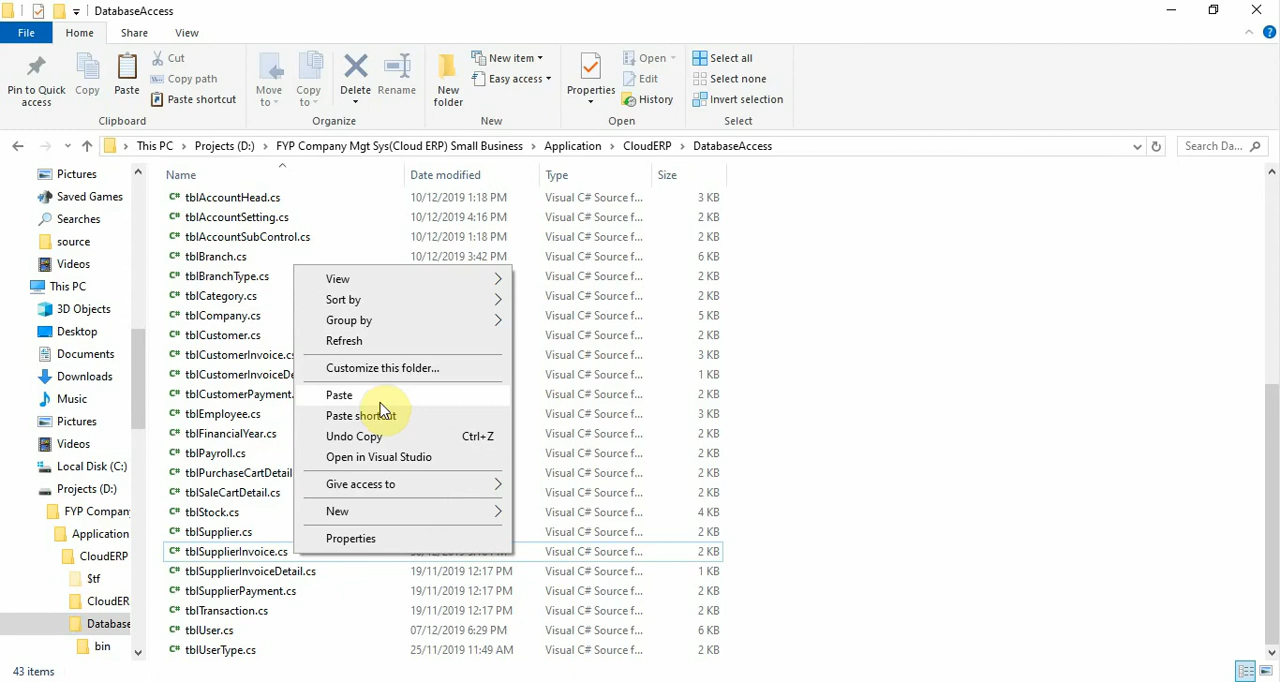 DatabaseAccess
File Home Share View
Pin to Quick access
Copy
Paste
Cut
Copy path
Paste shortcut
Clipboard
Move to
Copy to
Delete
Rename
Organize
New folder
New item
Easy access
New
Properties
Open
Edit
History
Open
Select all
Select none
Invert selection
Select
This PC › Projects (D:) › FYP Company Mgt Sys(Cloud ERP) Small Business › Application › CloudERP › DatabaseAccess
Search Da...
Pictures
Saved Games
Searches
source
Videos
This PC
3D Objects
Desktop
Documents
Downloads
Music
Pictures
Videos
Local Disk (C:)
Projects (D:)
FYP Compan
Application
CloudERP
$tf
CloudER
Database
bin
Name Date modified Type Size
tblAccountHead.cs 10/12/2019 1:18 PM Visual C# Source f... 3 KB
tblAccountSetting.cs 10/12/2019 4:16 PM Visual C# Source f... 2 KB
tblAccountSubControl.cs 10/12/2019 1:18 PM Visual C# Source f... 2 KB
tblBranch.cs 10/12/2019 3:42 PM Visual C# Source f... 6 KB
tblBranchType.cs Visual C# Source f... 2 KB
tblCategory.cs Visual C# Source f... 2 KB
tblCompany.cs Visual C# Source f... 5 KB
tblCustomer.cs Visual C# Source f... 2 KB
tblCustomerInvoice.cs Visual C# Source f... 3 KB
tblCustomerInvoiceDe Visual C# Source f... 1 KB
tblCustomerPayment. Visual C# Source f... 2 KB
tblEmployee.cs Visual C# Source f... 3 KB
tblFinancialYear.cs Visual C# Source f... 2 KB
tblPayroll.cs Visual C# Source f... 2 KB
tblPurchaseCartDetail Visual C# Source f... 2 KB
tblSaleCartDetail.cs Visual C# Source f... 2 KB
tblStock.cs Visual C# Source f... 4 KB
tblSupplier.cs Visual C# Source f... 2 KB
tblSupplierInvoice.cs Visual C# Source f... 2 KB
tblSupplierInvoiceDetail.cs 19/11/2019 12:17 PM Visual C# Source f... 1 KB
tblSupplierPayment.cs 19/11/2019 12:17 PM Visual C# Source f... 2 KB
tblTransaction.cs 19/11/2019 12:17 PM Visual C# Source f... 2 KB
tblUser.cs 07/12/2019 6:29 PM Visual C# Source f... 6 KB
tblUserType.cs 25/11/2019 11:49 AM Visual C# Source f... 2 KB
View
Sort by
Group by
Refresh
Customize this folder...
Paste
Paste shortcut
Undo Copy Ctrl+Z
Open in Visual Studio
Give access to
New
Properties
43 items